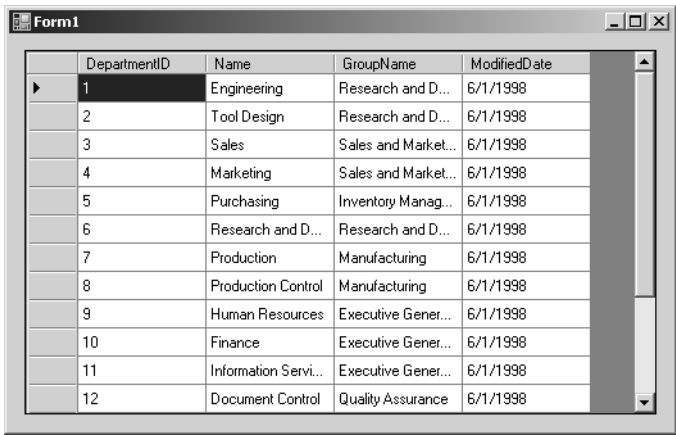 Form1
DepartmentID Name GroupName ModifiedDate
1 Engineering Research and D... 6/1/1998
2 Tool Design Research and D... 6/1/1998
3 Sales Sales and Market... 6/1/1998
4 Marketing Sales and Market... 6/1/1998
5 Purchasing Inventory Manag... 6/1/1998
6 Research and D... Research and D... 6/1/1998
7 Production Manufacturing 6/1/1998
8 Production Control Manufacturing 6/1/1998
9 Human Resources Executive Gener... 6/1/1998
10 Finance Executive Gener... 6/1/1998
11 Information Servi... Executive Gener... 6/1/1998
12 Document Control Quality Assurance 6/1/1998